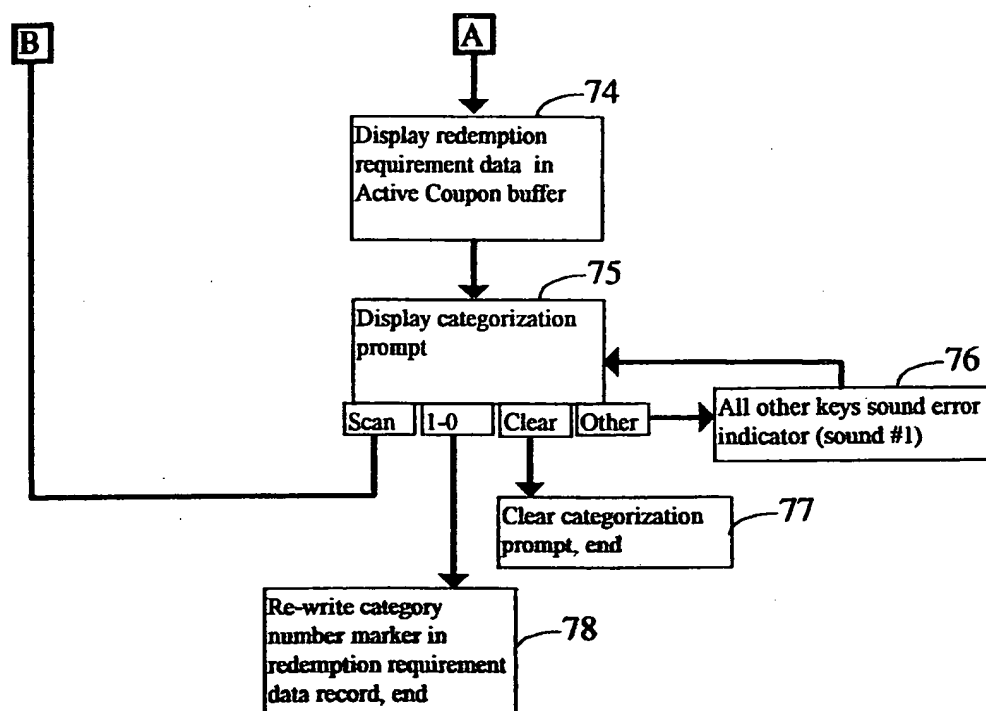 B
A
74
Display redemption
requirement data in
Active Coupon buffer
75
Display categorization
prompt
76
All other keys sound error
indicator (sound #1)
Scan
1-0
Clear
Other
77
Clear categorization
prompt, end
78
Re-write category
number marker in
redemption requirement
data record, end